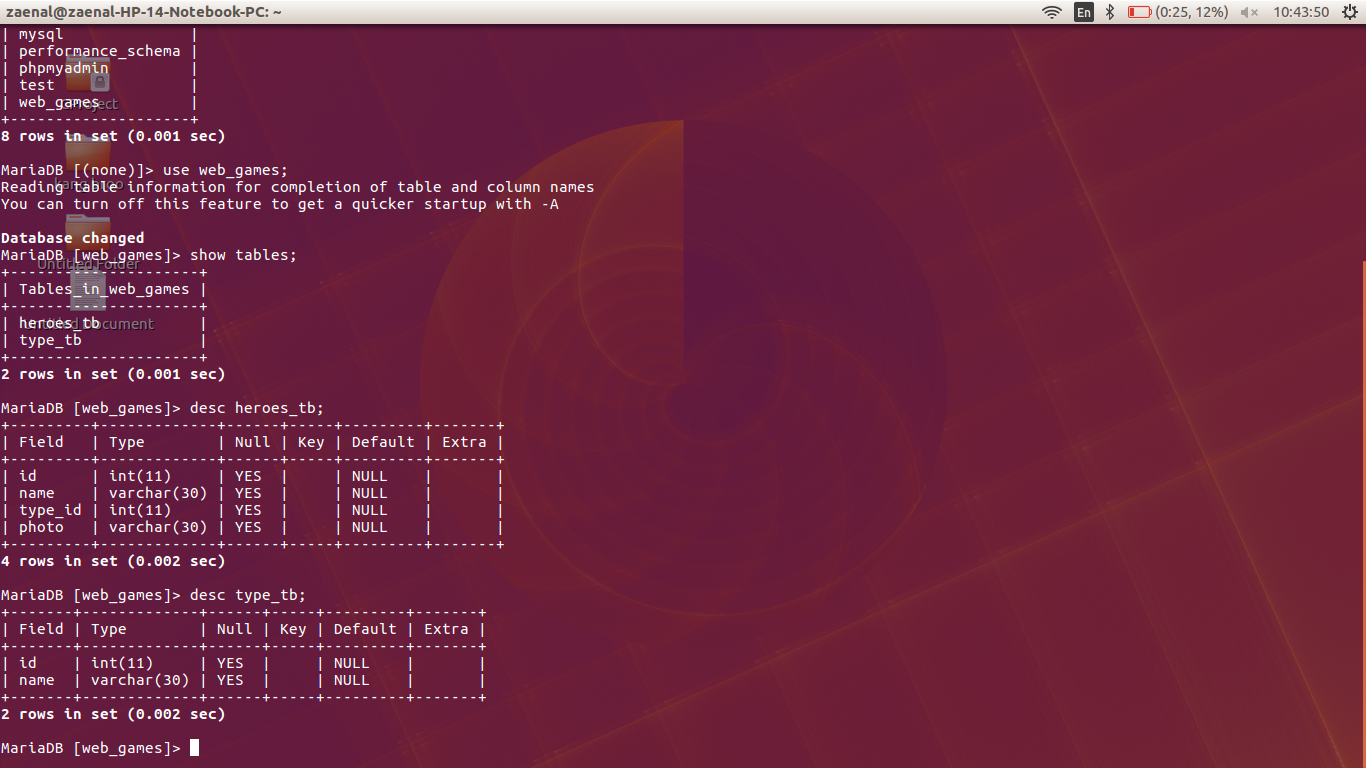 zaenal@zaenal-HP-14-Notebook-PC: ~ En (0:25, 12%) 10:43:50
| mysql              |
| performance_schema |
| phpmyadmin         |
| test               |
| web_games          |
Project
+--------------------+
8 rows in set (0.001 sec)

MariaDB [(none)]> use web_games;
Reading table information for completion of table and column names
You can turn off this feature to get a quicker startup with -A

Database changed
MariaDB [web_games]> show tables;
Untitled Folder
+---------------------+
| Tables_in_web_games |
+---------------------+
| heroes_tb           |
Untitled Document
| type_tb             |
+---------------------+
2 rows in set (0.001 sec)

MariaDB [web_games]> desc heroes_tb;
+---------+-------------+------+-----+---------+-------+
| Field   | Type        | Null | Key | Default | Extra |
+---------+-------------+------+-----+---------+-------+
| id      | int(11)     | YES  |     | NULL    |       |
| name    | varchar(30) | YES  |     | NULL    |       |
| type_id | int(11)     | YES  |     | NULL    |       |
| photo   | varchar(30) | YES  |     | NULL    |       |
+---------+-------------+------+-----+---------+-------+
4 rows in set (0.002 sec)

MariaDB [web_games]> desc type_tb;
+-------+-------------+------+-----+---------+-------+
| Field | Type        | Null | Key | Default | Extra |
+-------+-------------+------+-----+---------+-------+
| id    | int(11)     | YES  |     | NULL    |       |
| name  | varchar(30) | YES  |     | NULL    |       |
+-------+-------------+------+-----+---------+-------+
2 rows in set (0.002 sec)

MariaDB [web_games]>